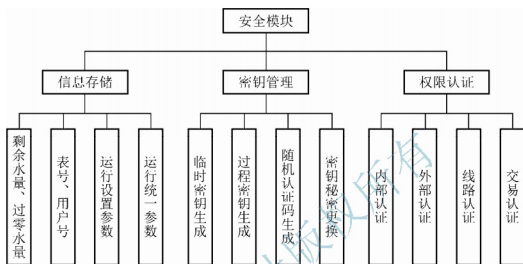 安全模块
信息存储
密钥管理
权限认证
剩余水量、过零水量
表号、用户号
运行设置参数
运行统一参数
临时密钥生成
过程密钥生成
随机认证码生成
密钥秘密更换
内部认证
外部认证
线路认证
交易认证
版权所有